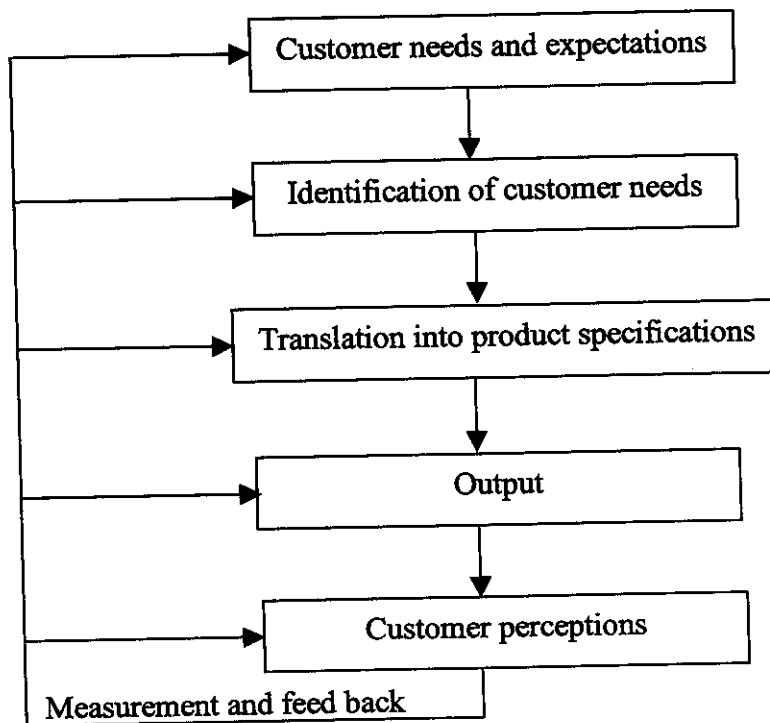 Customer needs and expectations
Identification of customer needs
Translation into product specifications
Output
Customer perceptions
Measurement and feed back